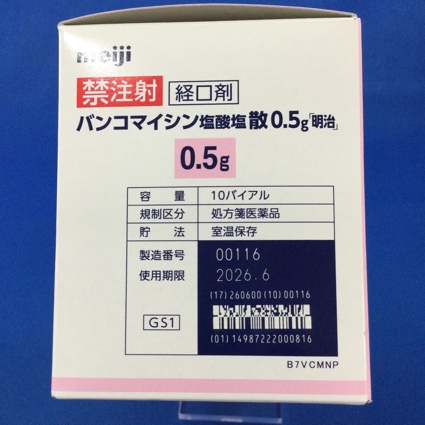 meiji
禁注射 経口剤
バンコマイシン塩酸塩散0.5g「明治」
0.5g
容量 10バイアル
規制区分 処方箋医薬品
貯法 室温保存
製造番号 00116
使用期限 2026.6
(17)260600(10)00116
GS1
(01)14987222000816
B7VCMNP